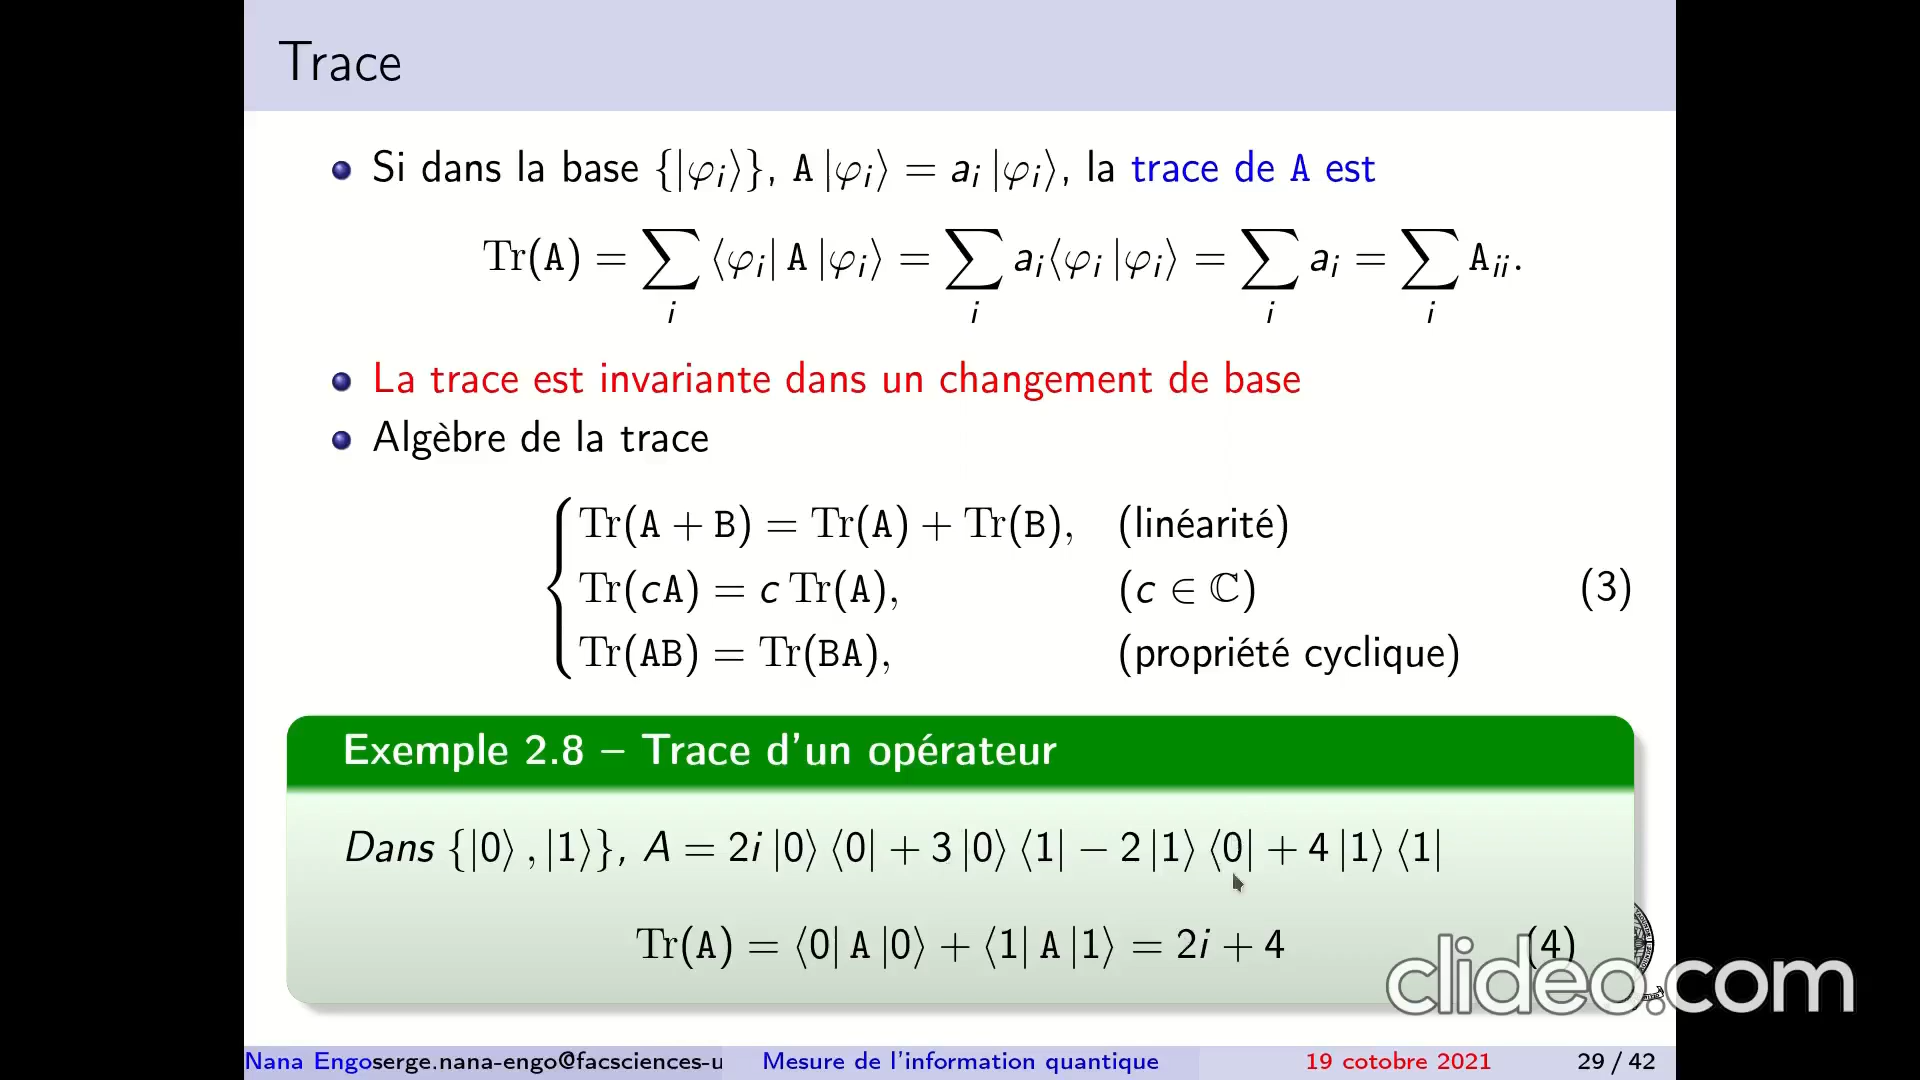 Trace
Si dans la base {|φᵢ⟩}, A |φᵢ⟩ = aᵢ |φᵢ⟩, la trace de A est
Tr(A) = ∑ᵢ ⟨φᵢ| A |φᵢ⟩ = ∑ᵢ aᵢ⟨φᵢ |φᵢ⟩ = ∑ᵢ aᵢ = ∑ᵢ Aᵢᵢ.
La trace est invariante dans un changement de base
Algèbre de la trace
Tr(A + B) = Tr(A) + Tr(B), (linéarité)
Tr(cA) = c Tr(A), (c ∈ ℂ) (3)
Tr(AB) = Tr(BA), (propriété cyclique)
Exemple 2.8 – Trace d'un opérateur
Dans {|0⟩ , |1⟩}, A = 2i |0⟩ ⟨0| + 3 |0⟩ ⟨1| − 2 |1⟩ ⟨0| + 4 |1⟩ ⟨1|
Tr(A) = ⟨0| A |0⟩ + ⟨1| A |1⟩ = 2i + 4 (4)
clideo.com
Nana Engoserge.nana-engo@facsciences-u Mesure de l'information quantique 19 cotobre 2021 29 / 42